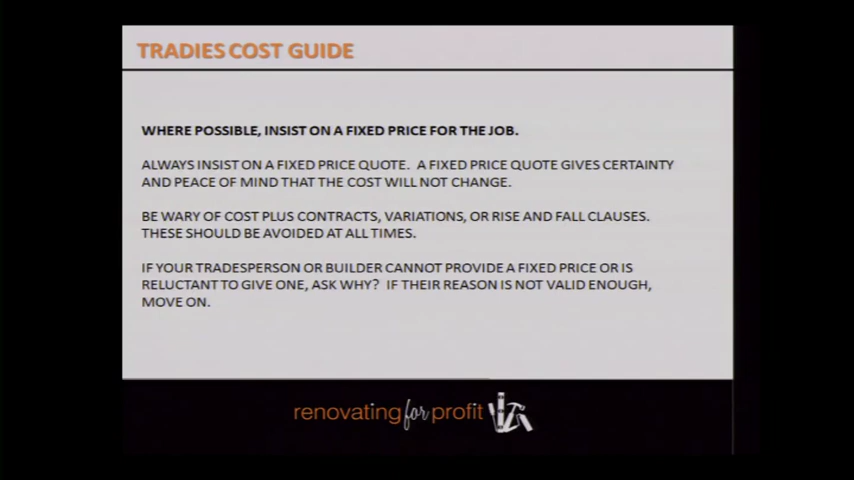 TRADIES COST GUIDE
WHERE POSSIBLE, INSIST ON A FIXED PRICE FOR THE JOB.
ALWAYS INSIST ON A FIXED PRICE QUOTE.  A FIXED PRICE QUOTE GIVES CERTAINTY
AND PEACE OF MIND THAT THE COST WILL NOT CHANGE.
BE WARY OF COST PLUS CONTRACTS, VARIATIONS, OR RISE AND FALL CLAUSES.
THESE SHOULD BE AVOIDED AT ALL TIMES.
IF YOUR TRADESPERSON OR BUILDER CANNOT PROVIDE A FIXED PRICE OR IS
RELUCTANT TO GIVE ONE, ASK WHY?  IF THEIR REASON IS NOT VALID ENOUGH,
MOVE ON.
renovating for profit